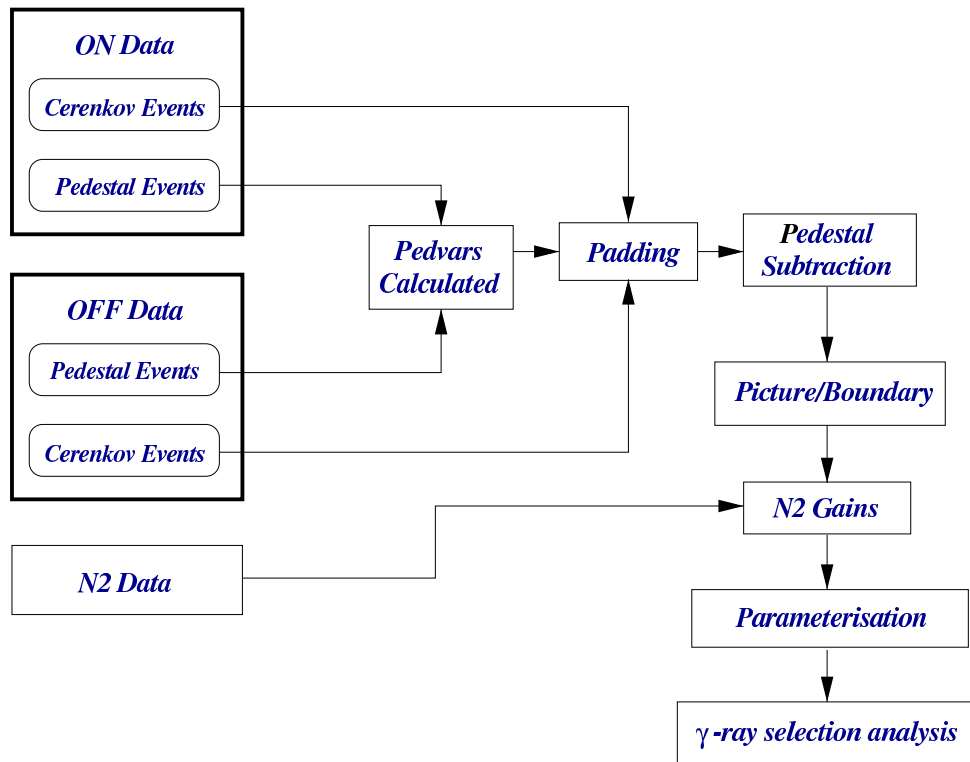 ON Data
Cerenkov Events
Pedestal Events
OFF Data
Pedestal Events
Cerenkov Events
N2 Data
Pedvars
Calculated
Padding
Pedestal
Subtraction
Picture/Boundary
N2 Gains
Parameterisation
γ-ray selection analysis